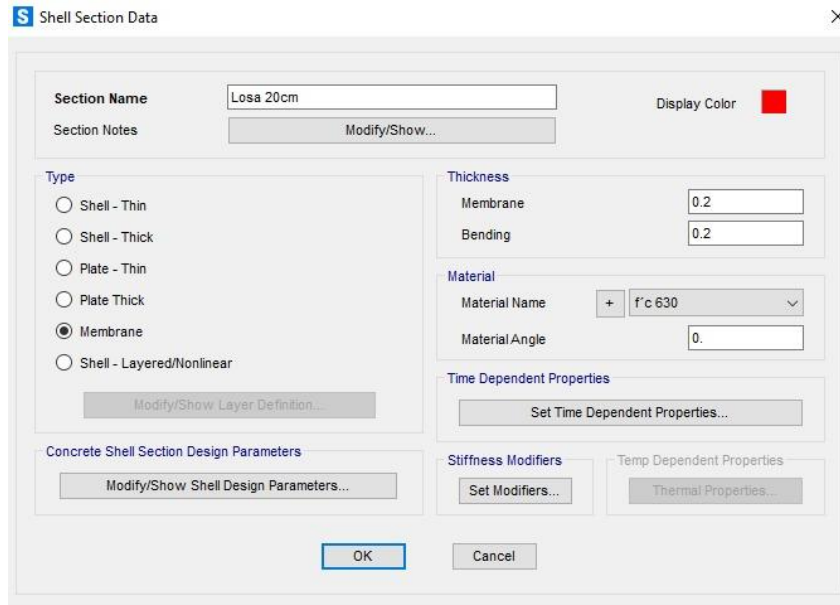 S Shell Section Data
Section Name
Losa 20cm
Display Color
Section Notes
Modify/Show...
Type
Shell - Thin
Shell - Thick
Plate - Thin
Plate Thick
Membrane
Shell - Layered/Nonlinear
Modify/Show Layer Definition...
Thickness
Membrane
0.2
Bending
0.2
Material
Material Name
+
f´c 630
Material Angle
0.
Time Dependent Properties
Set Time Dependent Properties...
Concrete Shell Section Design Parameters
Modify/Show Shell Design Parameters...
Stiffness Modifiers
Set Modifiers...
Temp Dependent Properties
Thermal Properties...
OK
Cancel